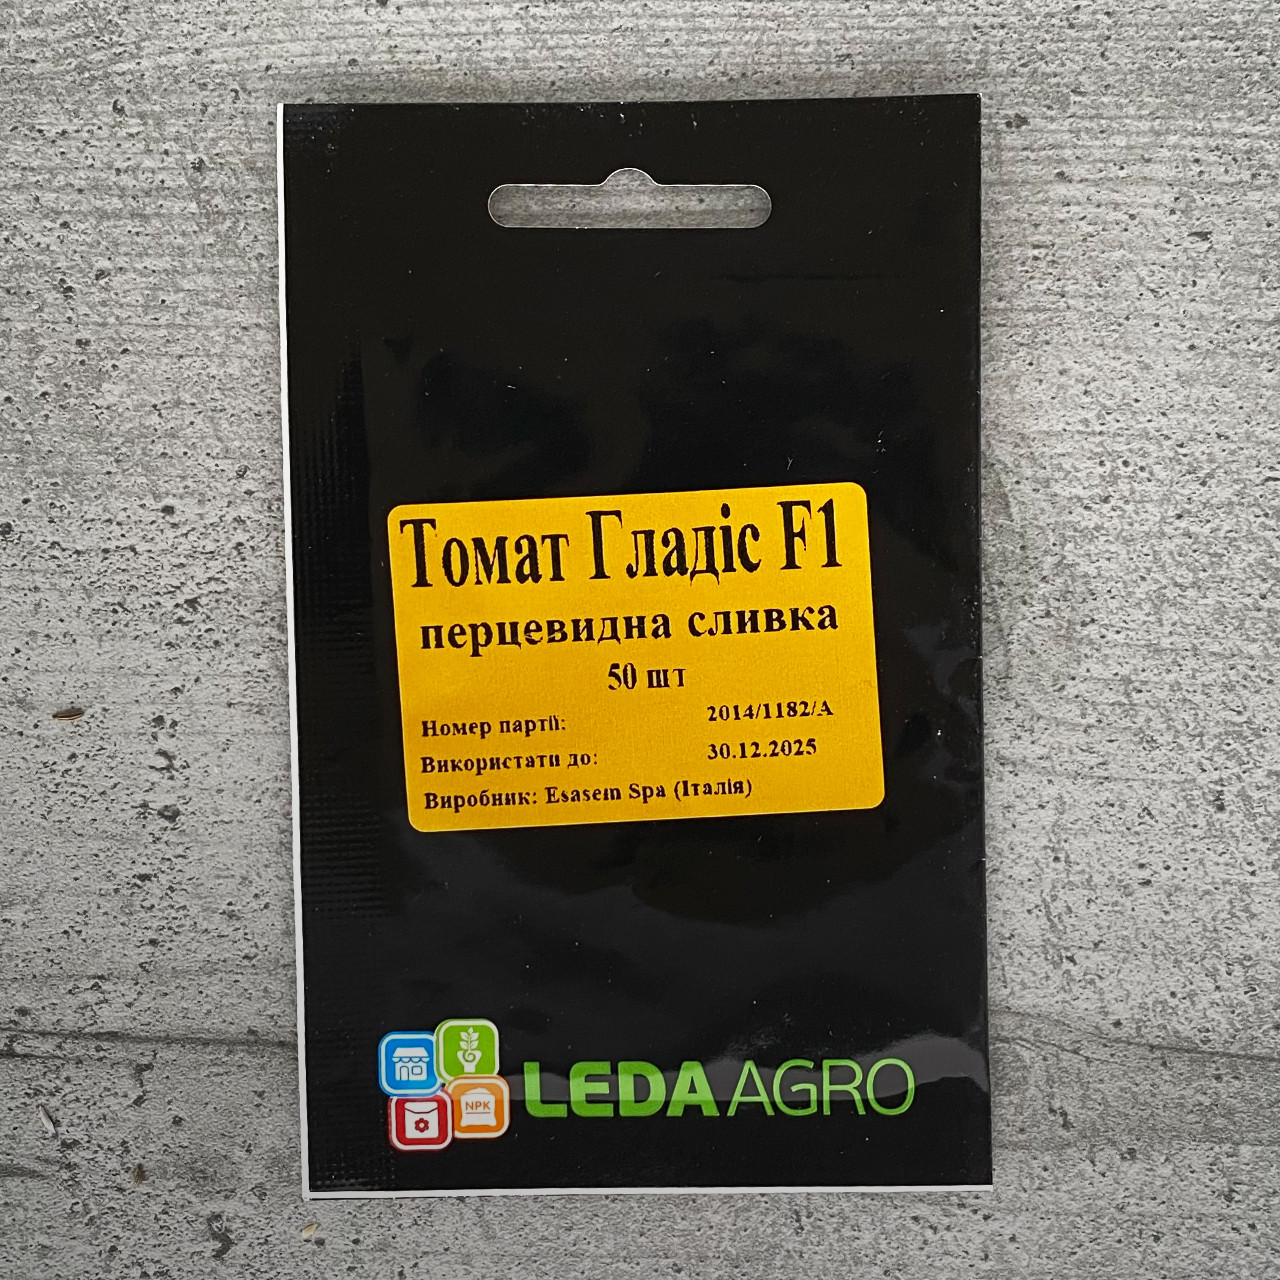 Томат Гладіс F1
перцевидна сливка
50 шт
Номер партії: 2014/1182/А
Використати до: 30.12.2025
Виробник: Esasem Spa (Італія)
NPK
LEDA AGRO